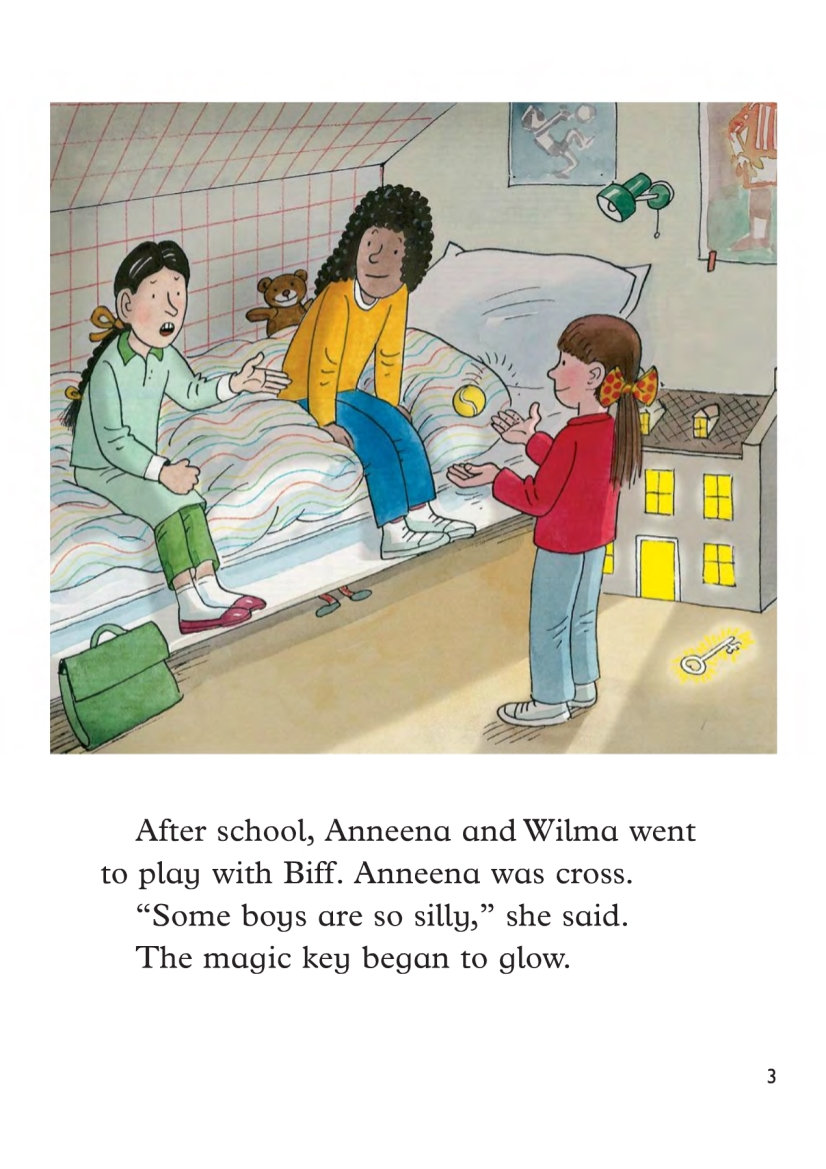 After school, Anneena and Wilma went
to play with Biff. Anneena was cross.
“Some boys are so silly,” she said.
The magic key began to glow.
3